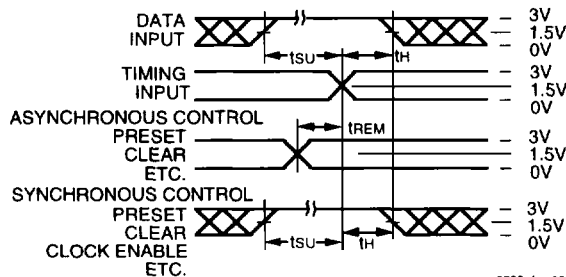 DATA INPUT
3V
1.5V
0V
tSU
tH
TIMING INPUT
3V
1.5V
0V
ASYNCHRONOUS CONTROL
PRESET
CLEAR
ETC.
tREM
3V
1.5V
0V
SYNCHRONOUS CONTROL
PRESET
CLEAR
CLOCK ENABLE
ETC.
tSU
tH
3V
1.5V
0V